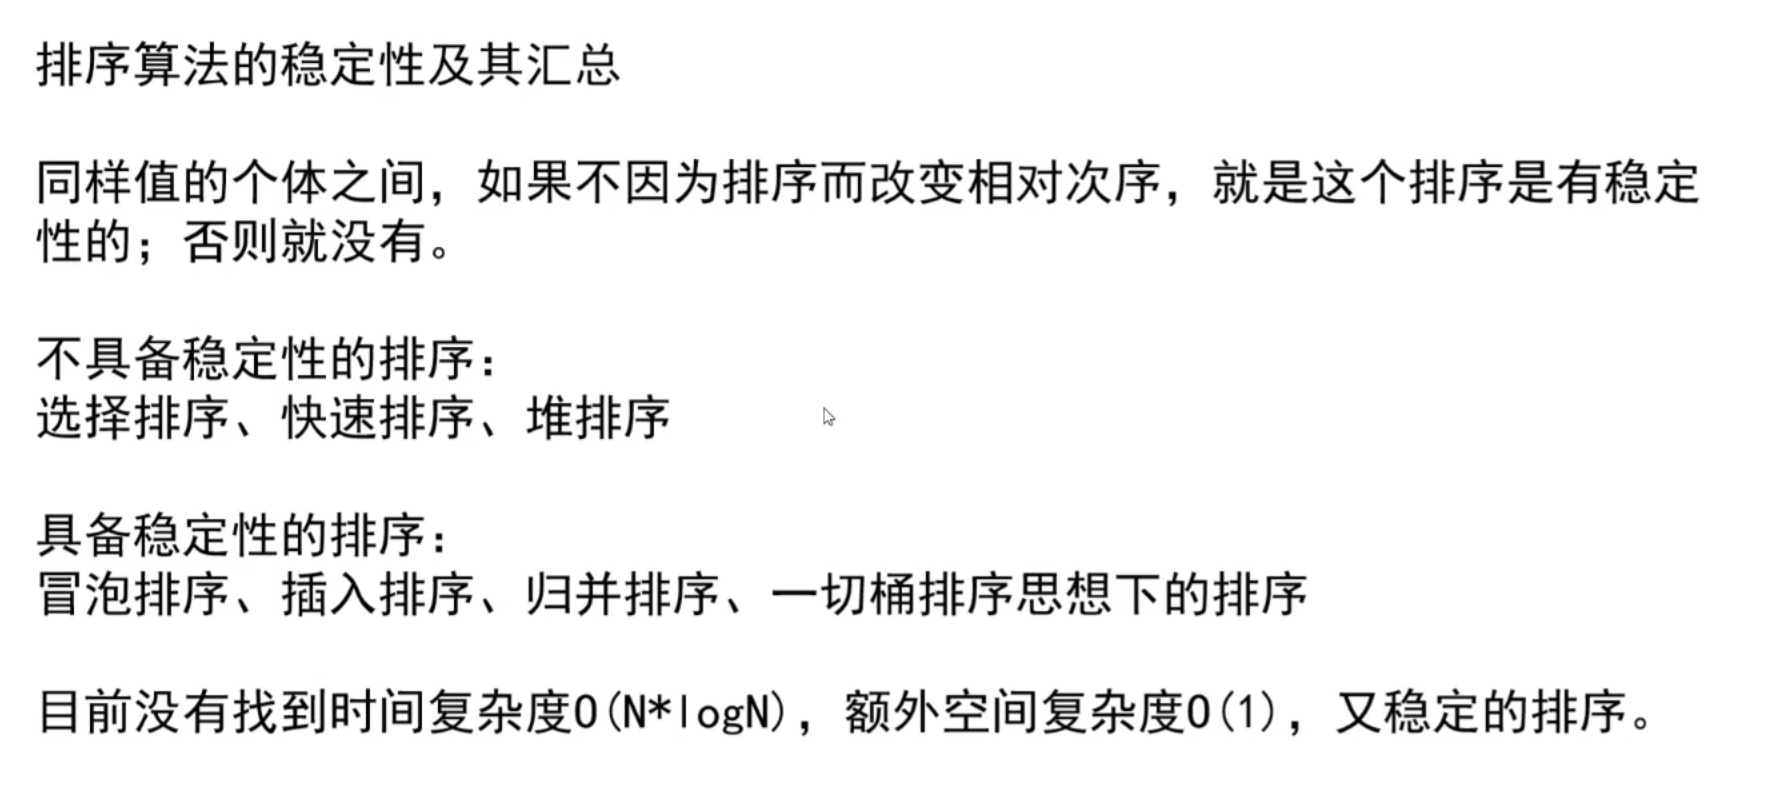 排序算法的稳定性及其汇总
同样值的个体之间，如果不因为排序而改变相对次序，就是这个排序是有稳定
性的；否则就没有。
不具备稳定性的排序：
选择排序、快速排序、堆排序
具备稳定性的排序：
冒泡排序、插入排序、归并排序、一切桶排序思想下的排序
目前没有找到时间复杂度O(N*logN)，额外空间复杂度O(1)，又稳定的排序。